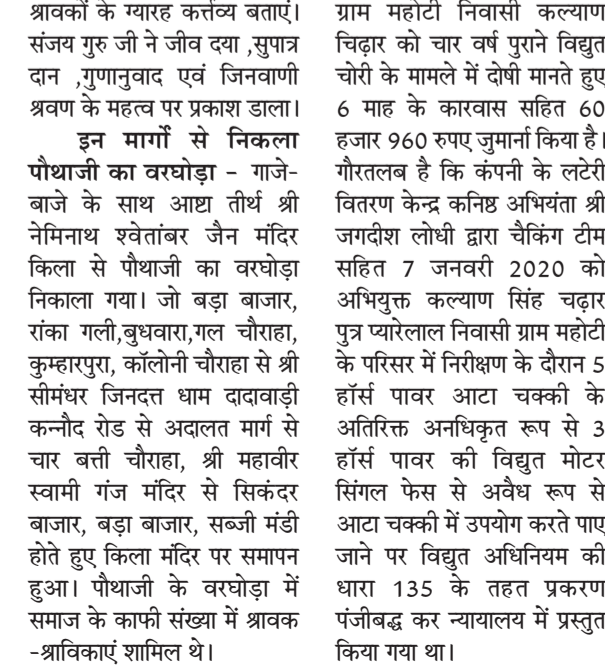 श्रावकों के ग्यारह कर्त्तव्य बताएं।
संजय गुरु जी ने जीव दया ,सुपात्र
दान ,गुणानुवाद एवं जिनवाणी
श्रवण के महत्व पर प्रकाश डाला।
इन मार्गों से निकला
पौथाजी का वरघोड़ा - गाजे-
बाजे के साथ आष्टा तीर्थ श्री
नेमिनाथ श्वेतांबर जैन मंदिर
किला से पौथाजी का वरघोड़ा
निकाला गया। जो बड़ा बाजार,
रांका गली,बुधवारा,गल चौराहा,
कुम्हारपुरा, कॉलोनी चौराहा से श्री
सीमंधर जिनदत्त धाम दादावाड़ी
कन्नौद रोड से अदालत मार्ग से
चार बत्ती चौराहा, श्री महावीर
स्वामी गंज मंदिर से सिकंदर
बाजार, बड़ा बाजार, सब्जी मंडी
होते हुए किला मंदिर पर समापन
हुआ। पौथाजी के वरघोड़ा में
समाज के काफी संख्या में श्रावक
-श्राविकाएं शामिल थे।
ग्राम महोटी निवासी कल्याण
चिढ़ार को चार वर्ष पुराने विद्युत
चोरी के मामले में दोषी मानते हुए
6 माह के कारवास सहित 60
हजार 960 रुपए जुमार्ना किया है।
गौरतलब है कि कंपनी के लटेरी
वितरण केन्द्र कनिष्ठ अभियंता श्री
जगदीश लोधी द्वारा चैकिंग टीम
सहित 7 जनवरी 2020 को
अभियुक्त कल्याण सिंह चढ़ार
पुत्र प्यारेलाल निवासी ग्राम महोटी
के परिसर में निरीक्षण के दौरान 5
हॉर्स पावर आटा चक्की के
अतिरिक्त अनधिकृत रूप से 3
हॉर्स पावर की विद्युत मोटर
सिंगल फेस से अवैध रूप से
आटा चक्की में उपयोग करते पाए
जाने पर विद्युत अधिनियम की
धारा 135 के तहत प्रकरण
पंजीबद्ध कर न्यायालय में प्रस्तुत
किया गया था।